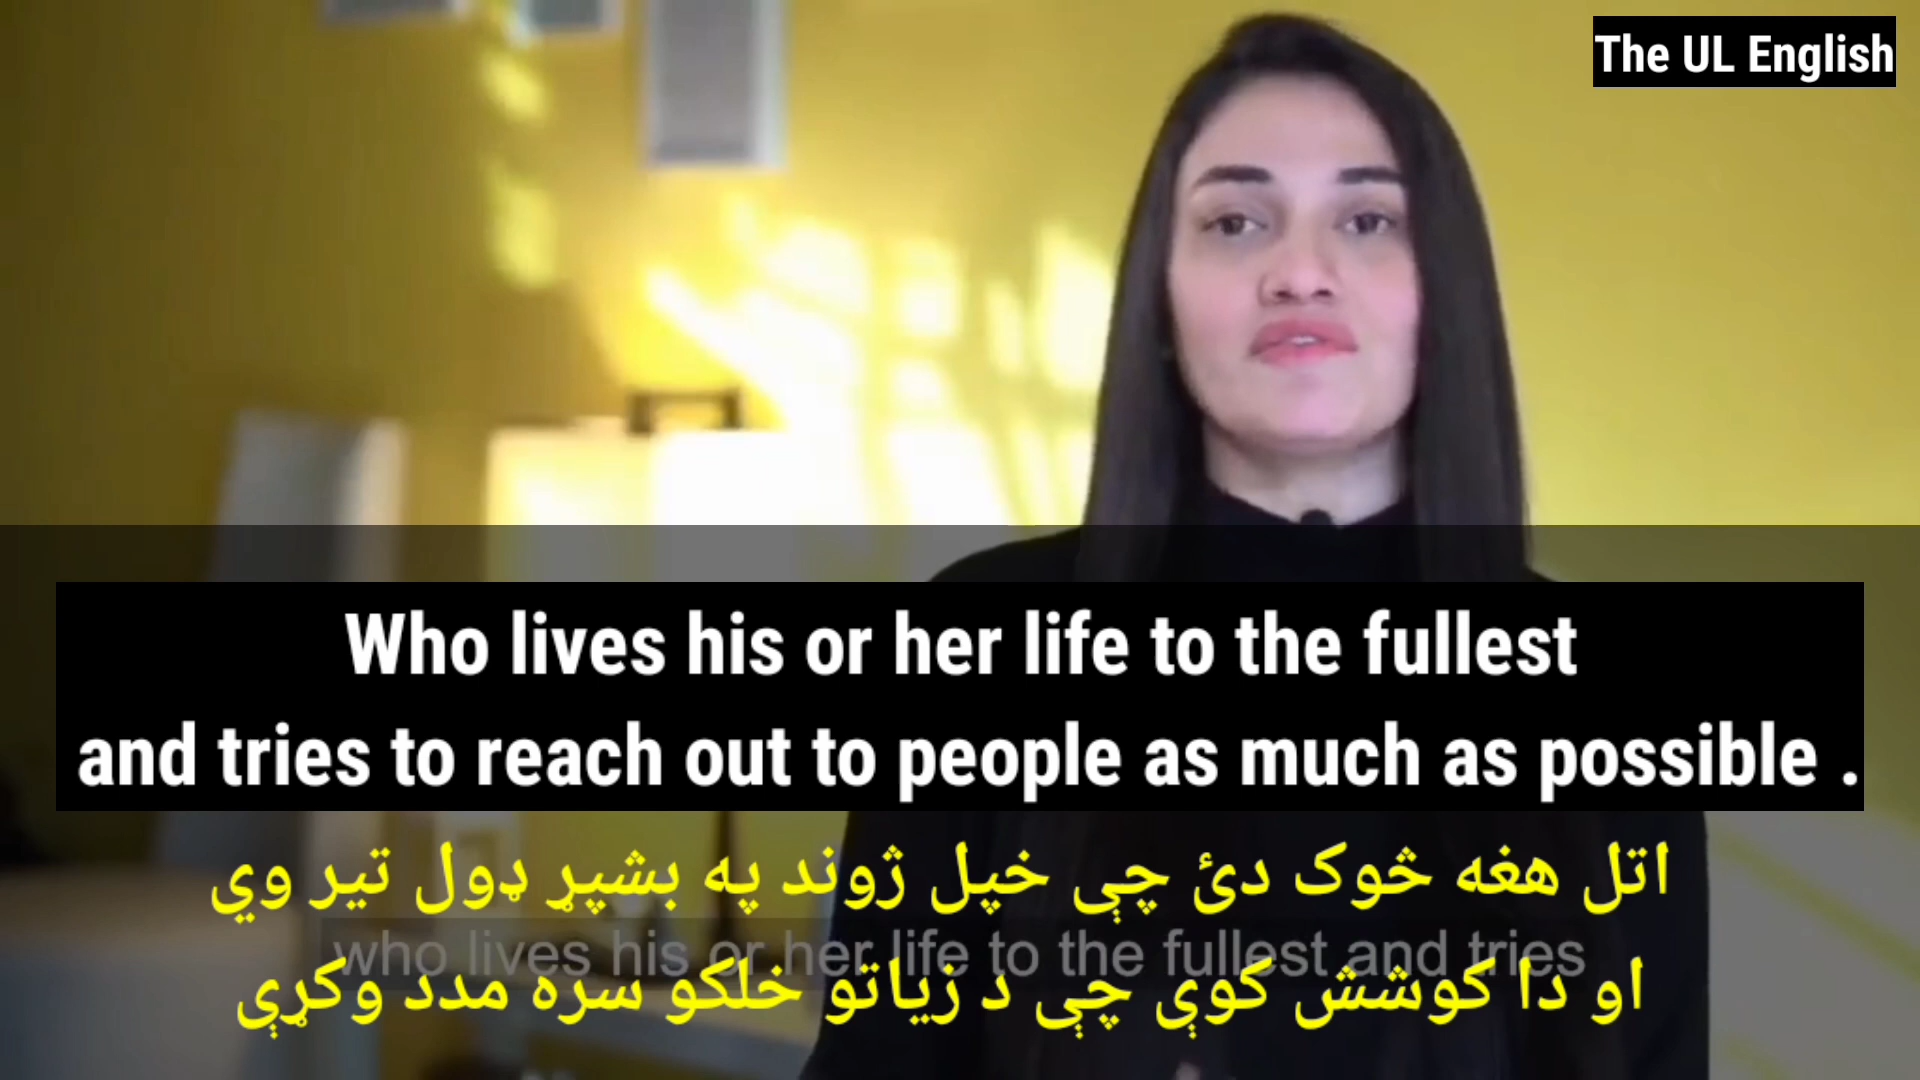 The UL English
Who lives his or her life to the fullest
and tries to reach out to people as much as possible .
اتل هغه څوک دئ چې خپل ژوند په بشپړ ډول تیر وي
who lives his or her life to the fullest and tries
او دا کوشش کوې چې د زیاتو خلکو سره مدد وکړې